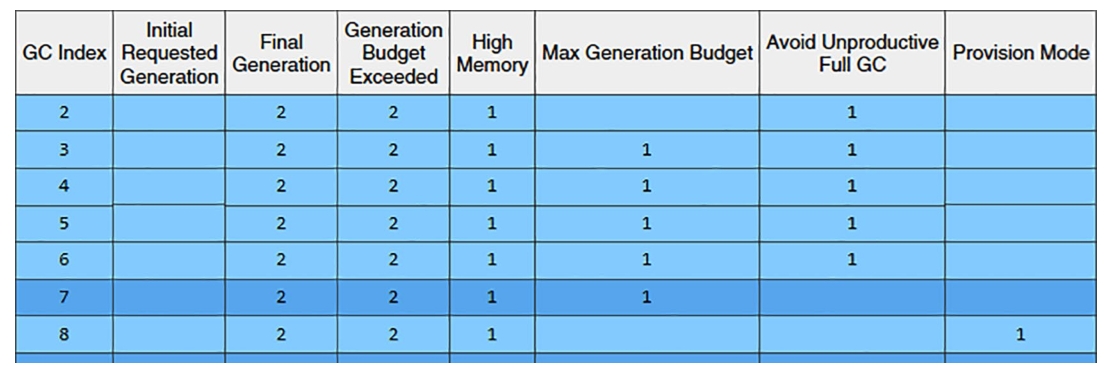 GC Index Initial Requested Generation Final Generation Generation Budget Exceeded High Memory Max Generation Budget Avoid Unproductive Full GC Provision Mode
2 2 2 1 1
3 2 2 1 1 1
4 2 2 1 1 1
5 2 2 1 1 1
6 2 2 1 1 1
7 2 2 1 1
8 2 2 1 1